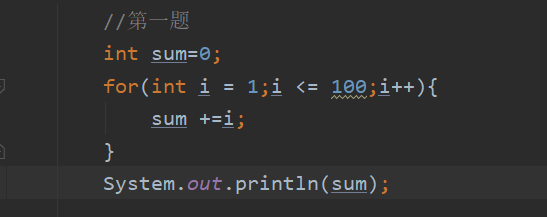 //第一题
int sum=0;
for(int i = 1;i <= 100;i++){
sum +=i;
}
System.out.println(sum);